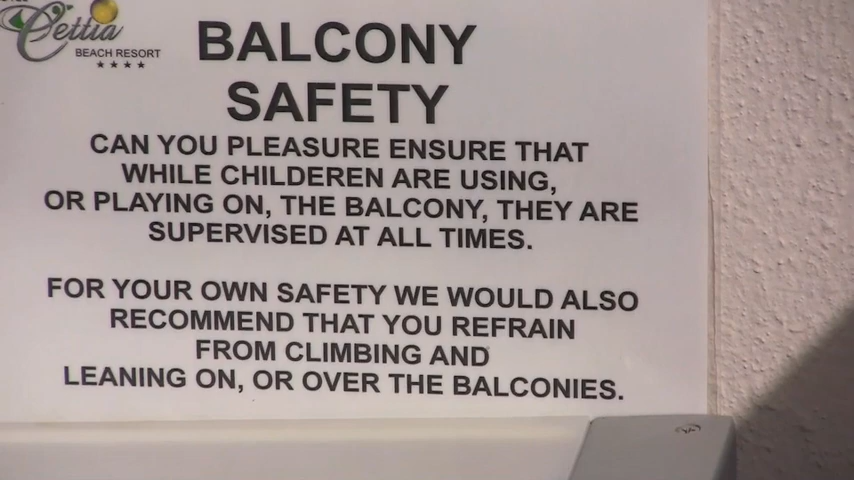 Cettia
BEACH RESORT
★★★★
BALCONY
SAFETY
CAN YOU PLEASURE ENSURE THAT
WHILE CHILDEREN ARE USING,
OR PLAYING ON, THE BALCONY, THEY ARE
SUPERVISED AT ALL TIMES.
FOR YOUR OWN SAFETY WE WOULD ALSO
RECOMMEND THAT YOU REFRAIN
FROM CLIMBING AND
LEANING ON, OR OVER THE BALCONIES.